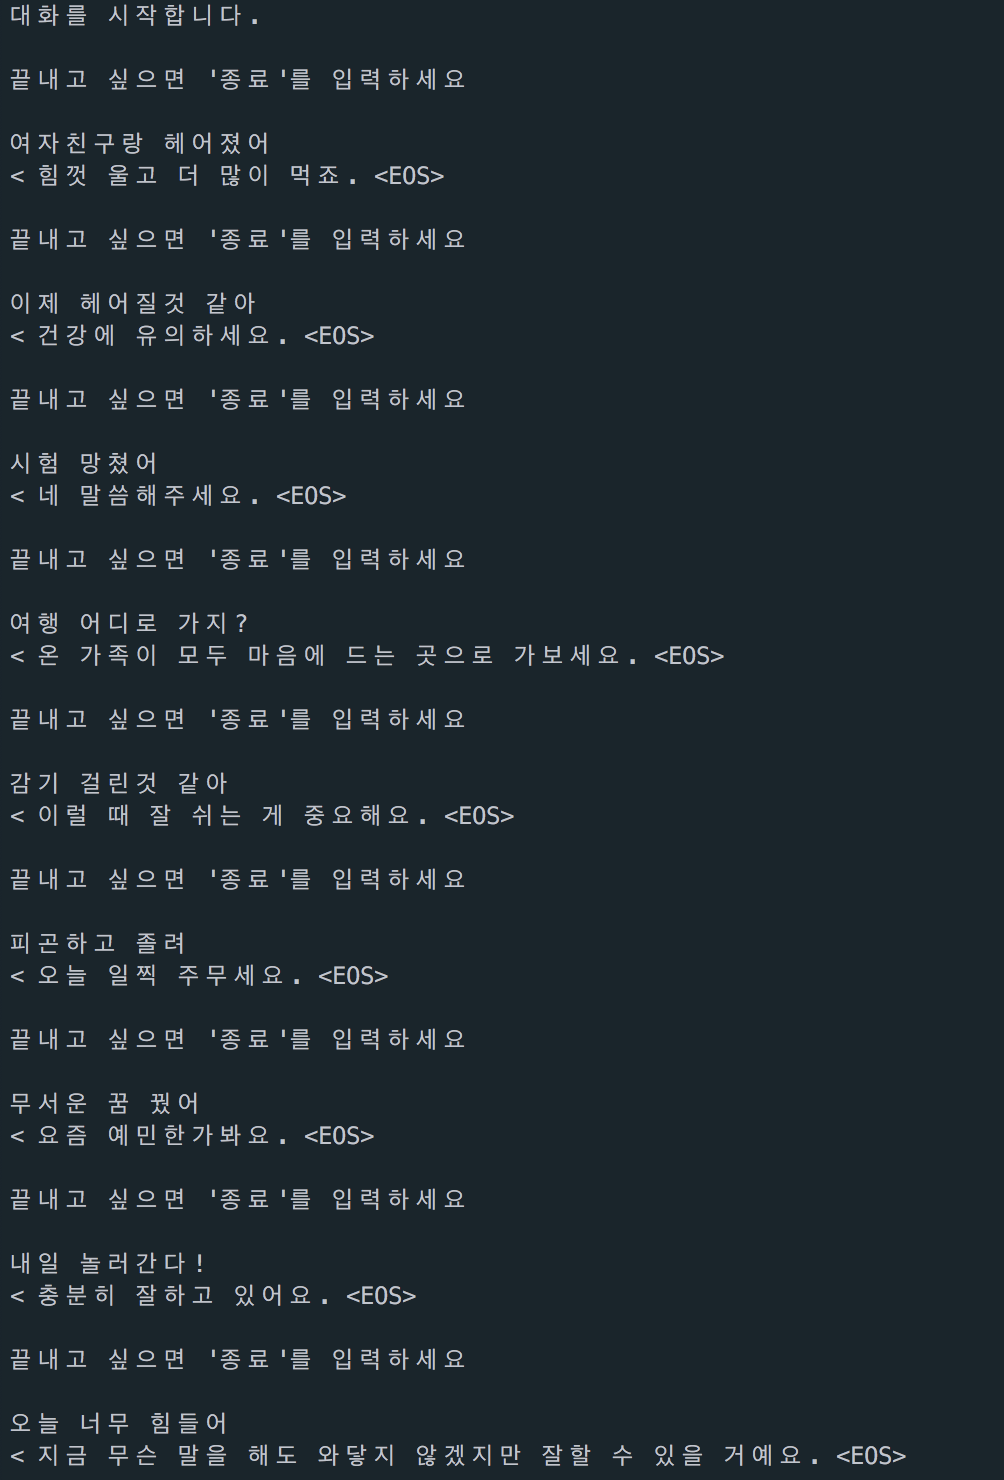 대화를 시작합니다.
끝내고 싶으면 '종료'를 입력하세요
여자친구랑 헤어졌어
< 힘껏 울고 더 많이 먹죠. <EOS>
끝내고 싶으면 '종료'를 입력하세요
이제 헤어질것 같아
< 건강에 유의하세요. <EOS>
끝내고 싶으면 '종료'를 입력하세요
시험 망쳤어
< 네 말씀해주세요. <EOS>
끝내고 싶으면 '종료'를 입력하세요
여행 어디로 가지?
< 온 가족이 모두 마음에 드는 곳으로 가보세요. <EOS>
끝내고 싶으면 '종료'를 입력하세요
감기 걸린것 같아
< 이럴 때 잘 쉬는 게 중요해요. <EOS>
끝내고 싶으면 '종료'를 입력하세요
피곤하고 졸려
< 오늘 일찍 주무세요. <EOS>
끝내고 싶으면 '종료'를 입력하세요
무서운 꿈 꿨어
< 요즘 예민한가봐요. <EOS>
끝내고 싶으면 '종료'를 입력하세요
내일 놀러간다!
< 충분히 잘하고 있어요. <EOS>
끝내고 싶으면 '종료'를 입력하세요
오늘 너무 힘들어
< 지금 무슨 말을 해도 와닿지 않겠지만 잘할 수 있을 거예요. <EOS>